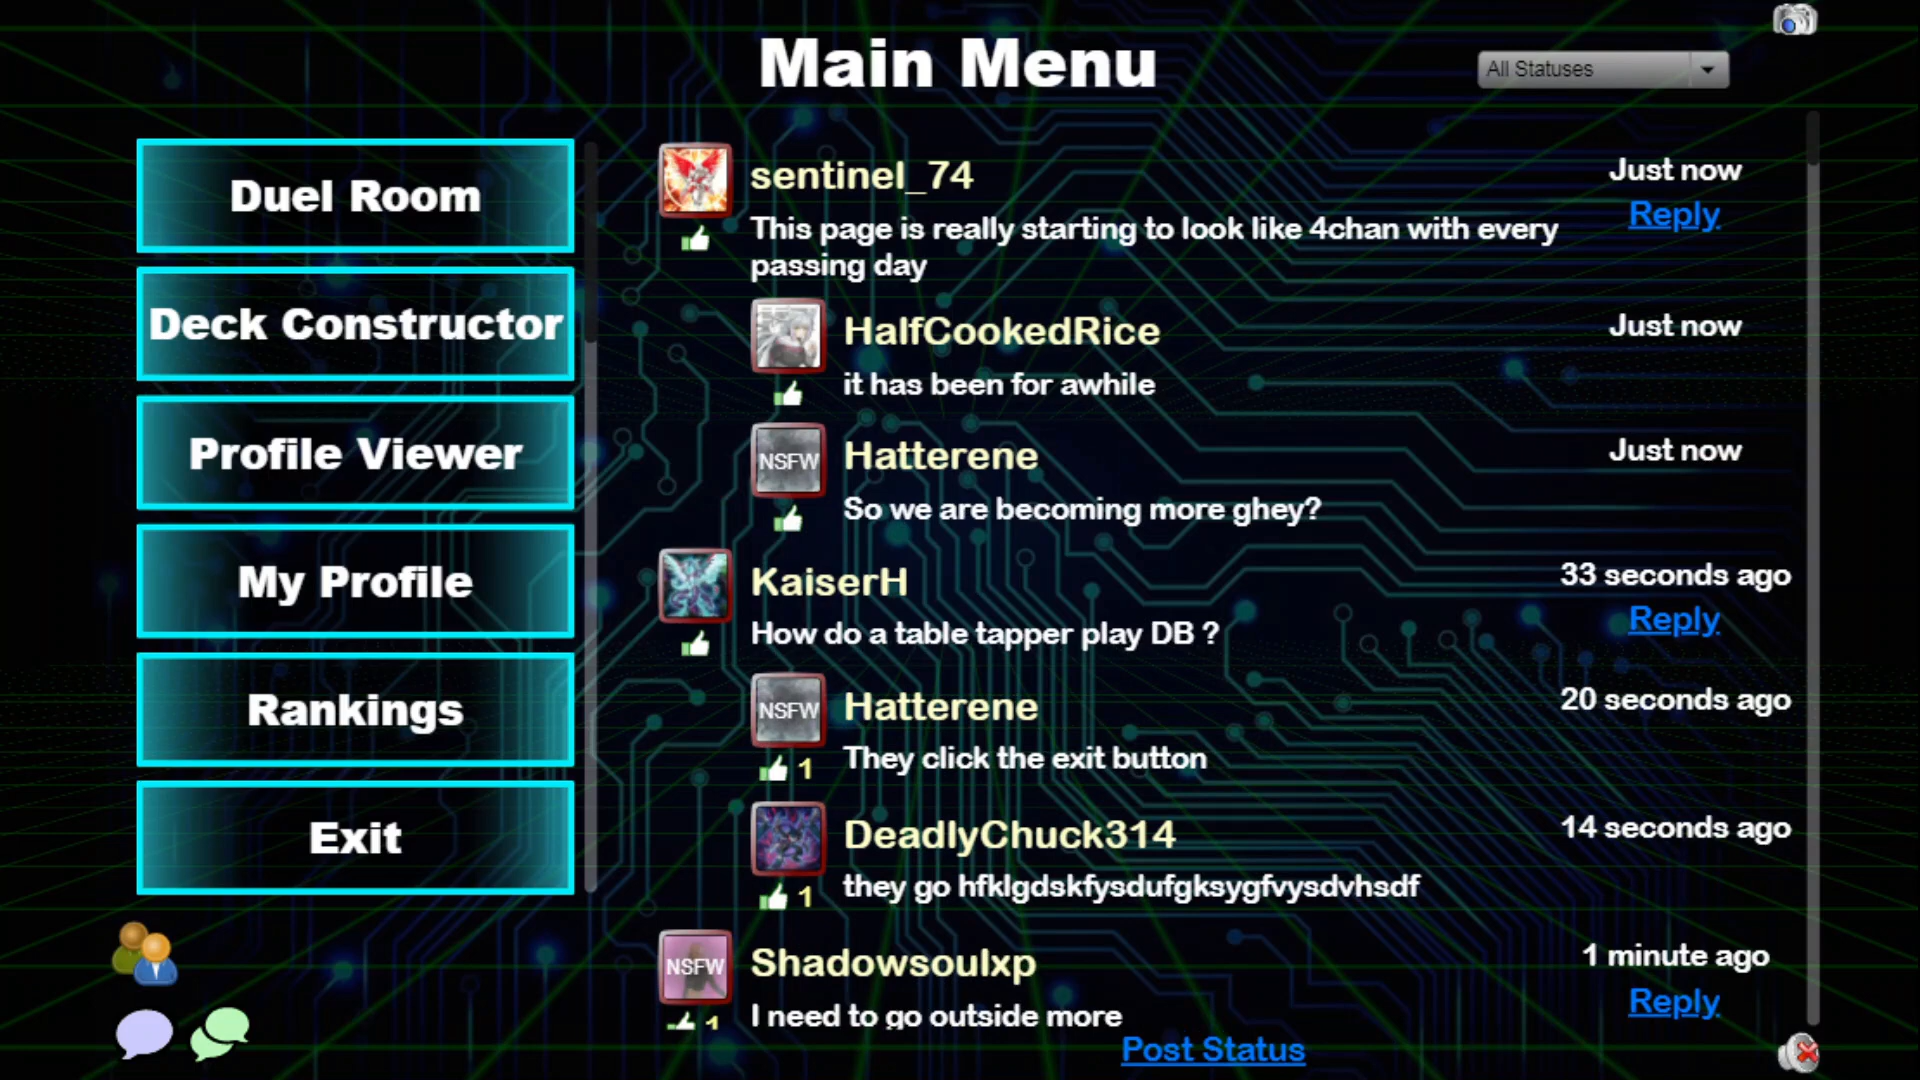 Main Menu
All Statuses
Duel Room
Deck Constructor
Profile Viewer
My Profile
Rankings
Exit
sentinel_74
Just now
Reply
This page is really starting to look like 4chan with every
passing day
HalfCookedRice
Just now
it has been for awhile
NSFW
Hatterene
Just now
So we are becoming more ghey?
KaiserH
33 seconds ago
Reply
How do a table tapper play DB ?
NSFW
Hatterene
20 seconds ago
1
They click the exit button
DeadlyChuck314
14 seconds ago
1
they go hfklgdskfysdufgksygfvysdvhsdf
NSFW
Shadowsoulxp
1 minute ago
Reply
1
I need to go outside more
Post Status